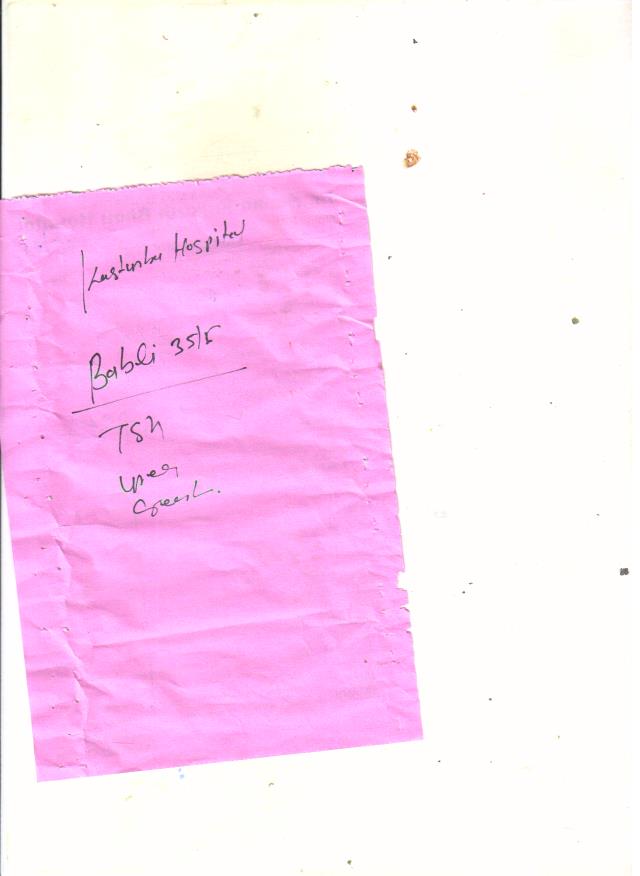 Kasturba Hospital
Babli 35/F
TSH
Urea
Creat.